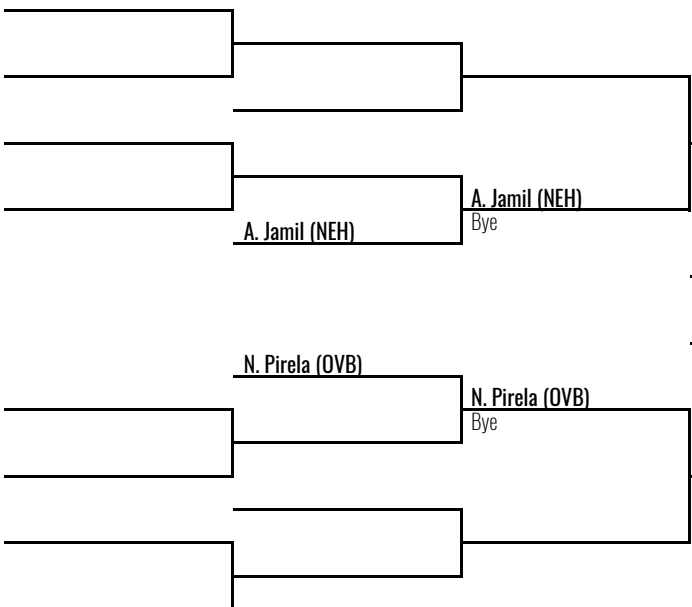 A. Jamil (NEH)
Bye
A. Jamil (NEH)
N. Pirela (OVB)
N. Pirela (OVB)
Bye